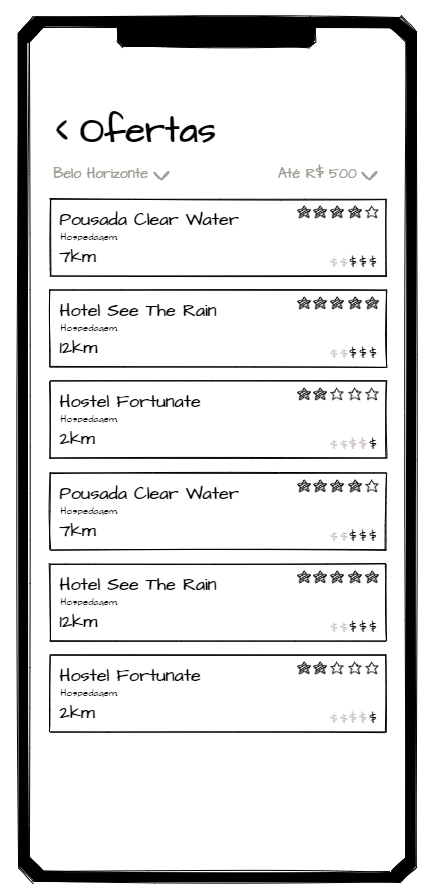 < Ofertas
Belo Horizonte Até R$ 500
Pousada Clear Water
Hospedagem
7km
$$$$$
Hotel See The Rain
Hospedagem
12km
$$$$$
Hostel Fortunate
Hospedagem
2km
$$$$$
Pousada Clear Water
Hospedagem
7km
$$$$$
Hotel See The Rain
Hospedagem
12km
$$$$$
Hostel Fortunate
Hospedagem
2km
$$$$$